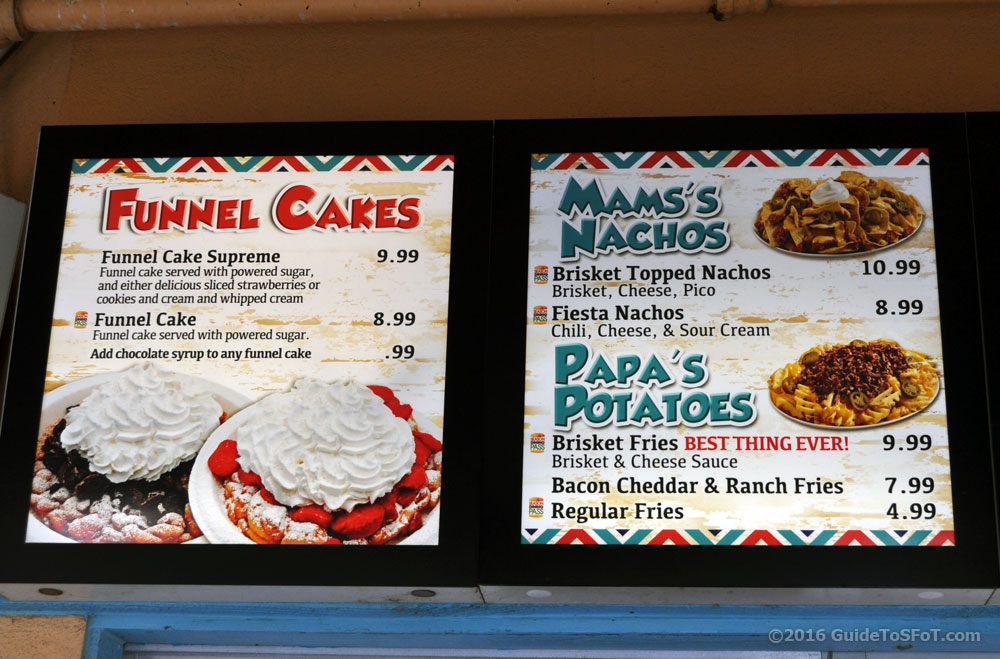 FUNNEL CAKES
Funnel Cake Supreme 9.99
Funnel cake served with powered sugar,
and either delicious sliced strawberries or
cookies and cream and whipped cream
Funnel Cake 8.99
Funnel cake served with powered sugar.
Add chocolate syrup to any funnel cake .99
MAMS'S
NACHOS
Brisket Topped Nachos 10.99
Brisket, Cheese, Pico
Fiesta Nachos 8.99
Chili, Cheese, & Sour Cream
PAPA'S
POTATOES
Brisket Fries BEST THING EVER! 9.99
Brisket & Cheese Sauce
Bacon Cheddar & Ranch Fries 7.99
Regular Fries 4.99
©2016 GuideToSFoT.com